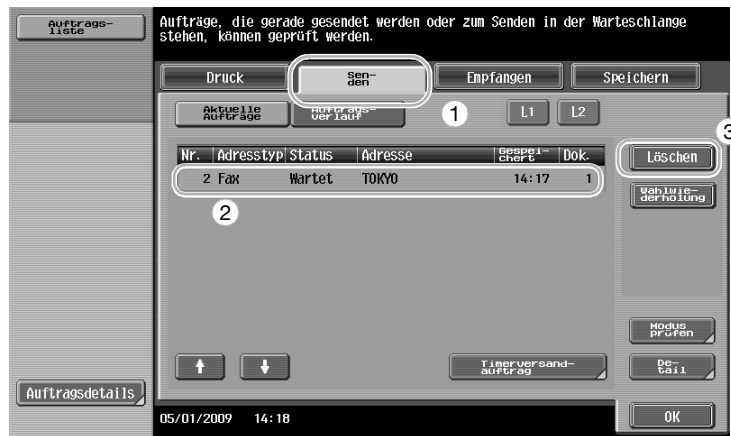 Auftrags-
liste
Aufträge, die gerade gesendet werden oder zum Senden in der Warteschlange
stehen, können geprüft werden.
Druck
Sen-
den
Empfangen
Speichern
Aktuelle
Aufträge
Auftrags-
verlauf
1
L1
L2
3
Nr. Adresstyp Status Adresse Gespei-
chert Dok.
Löschen
2 Fax Wartet TOKYO 14:17 1
2
Wahlwie-
derholung
Modus
prüfen
Timerversand-
auftrag
De-
tail
Auftragsdetails
05/01/2009 14:18
OK